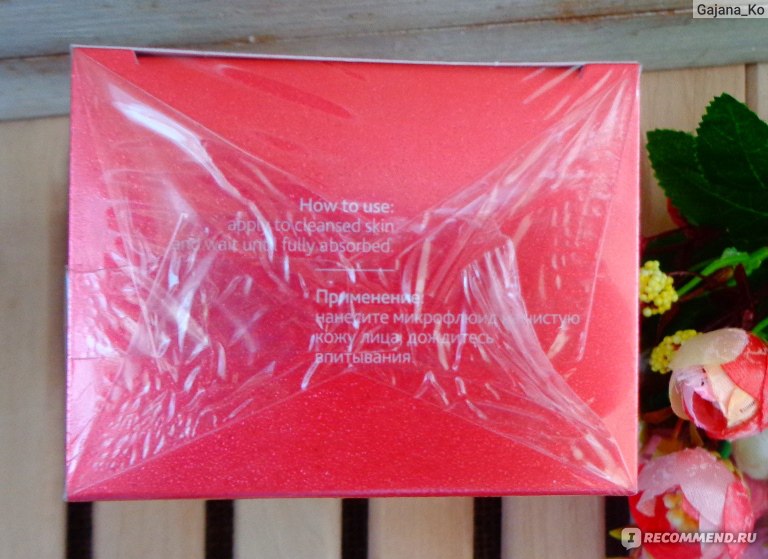 Gajana_Ko
How to use:
apply to cleansed skin
and wait until fully absorbed.
Применение:
нанесите микрофлюид на чистую
кожу лица, дождитесь
впитывания.
I RECOMMEND.RU